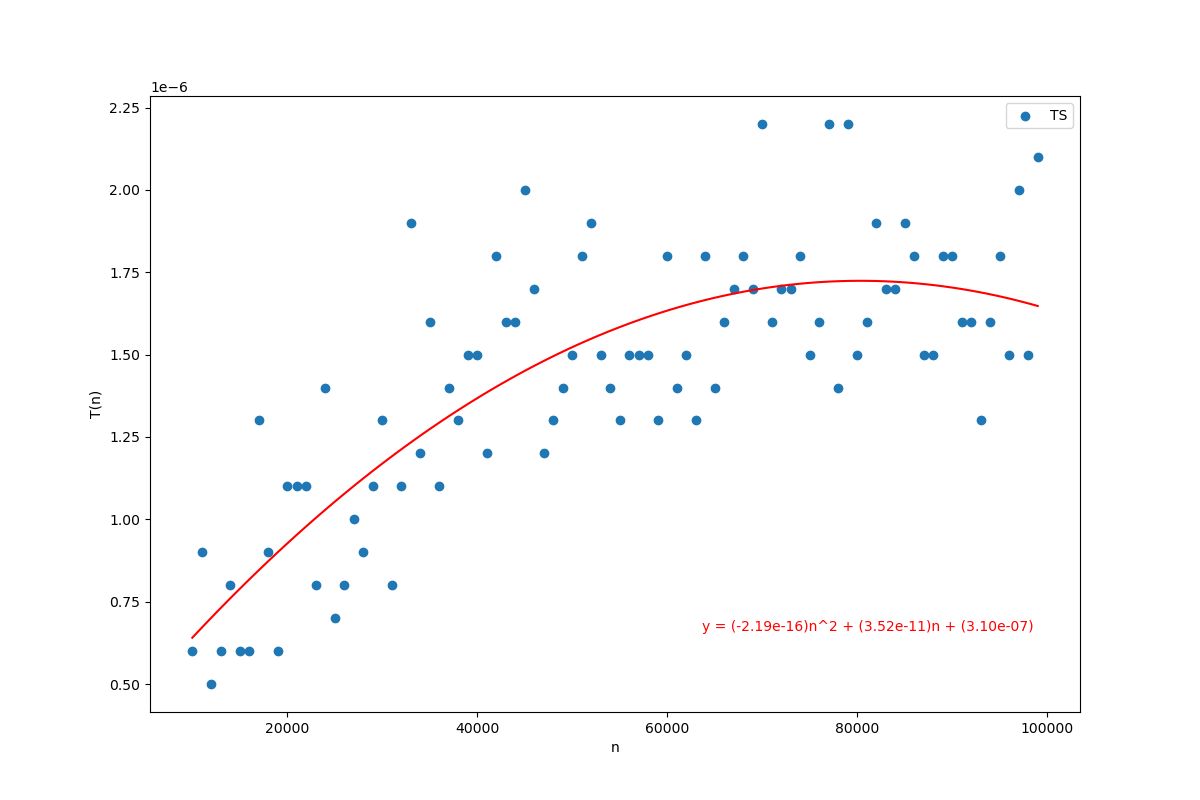 1e−6
TS
2.25
2.00
1.75
1.50
1.25
1.00
0.75
0.50
T(n)
y = (-2.19e-16)n^2 + (3.52e-11)n + (3.10e-07)
20000 40000 60000 80000 100000
n